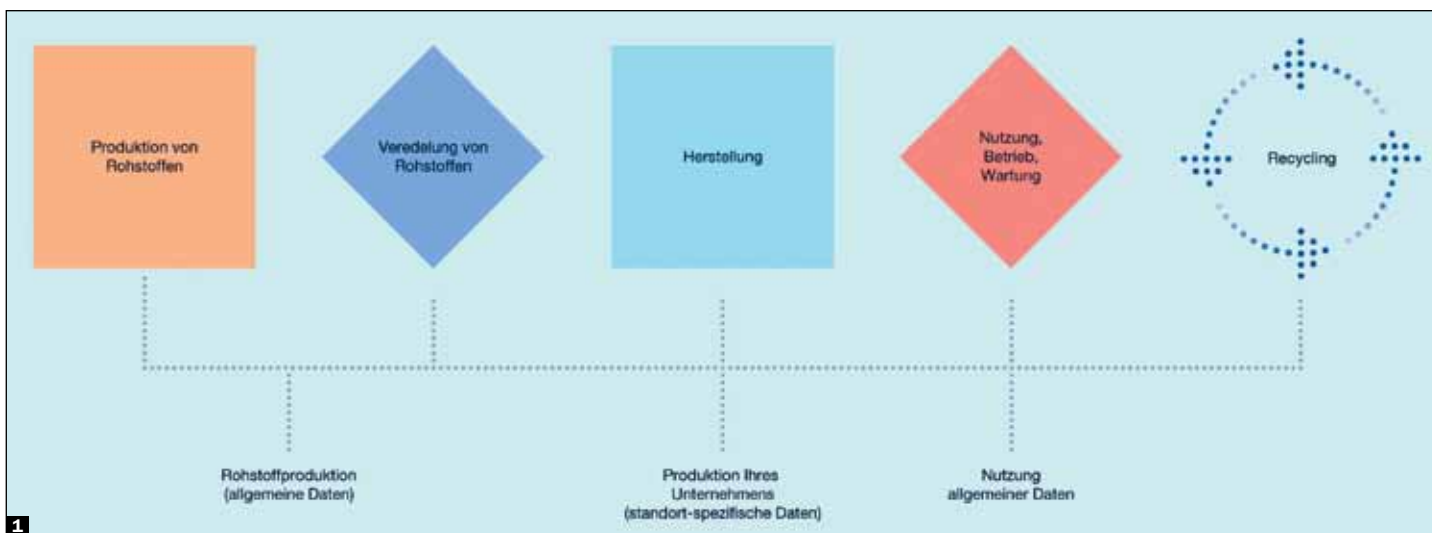 Produktion von
Rohstoffen
Veredelung von
Rohstoffen
Herstellung
Nutzung,
Betrieb,
Wartung
Recycling
Rohstoffproduktion
(allgemeine Daten)
Produktion Ihres
Unternehmens
(standort-spezifische Daten)
Nutzung
allgemeiner Daten
1